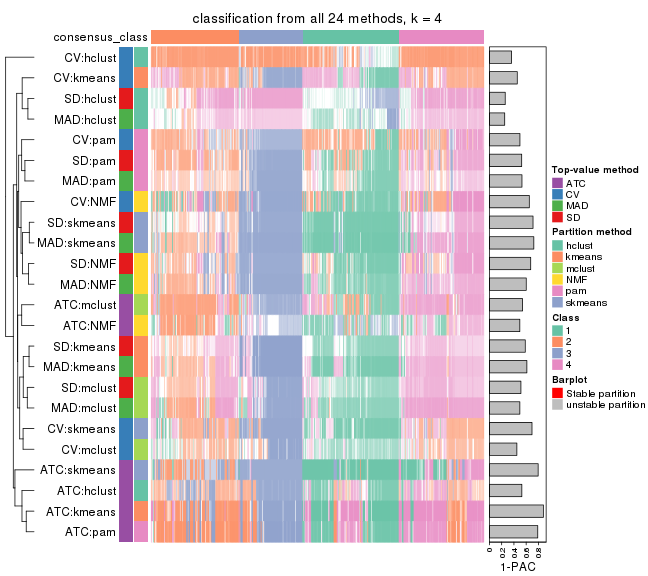 classification from all 24 methods, k = 4
consensus_class
CV:hclust
CV:kmeans
SD:hclust
MAD:hclust
CV:pam
SD:pam
MAD:pam
CV:NMF
SD:skmeans
MAD:skmeans
SD:NMF
MAD:NMF
ATC:mclust
ATC:NMF
SD:kmeans
MAD:kmeans
SD:mclust
MAD:mclust
CV:skmeans
CV:mclust
ATC:skmeans
ATC:hclust
ATC:kmeans
ATC:pam
0 0.2 0.4 0.6 0.8
1-PAC
Top-value method
ATC
CV
MAD
SD
Partition method
hclust
kmeans
mclust
NMF
pam
skmeans
Class
1
2
3
4
Barplot
Stable partition
unstable partition